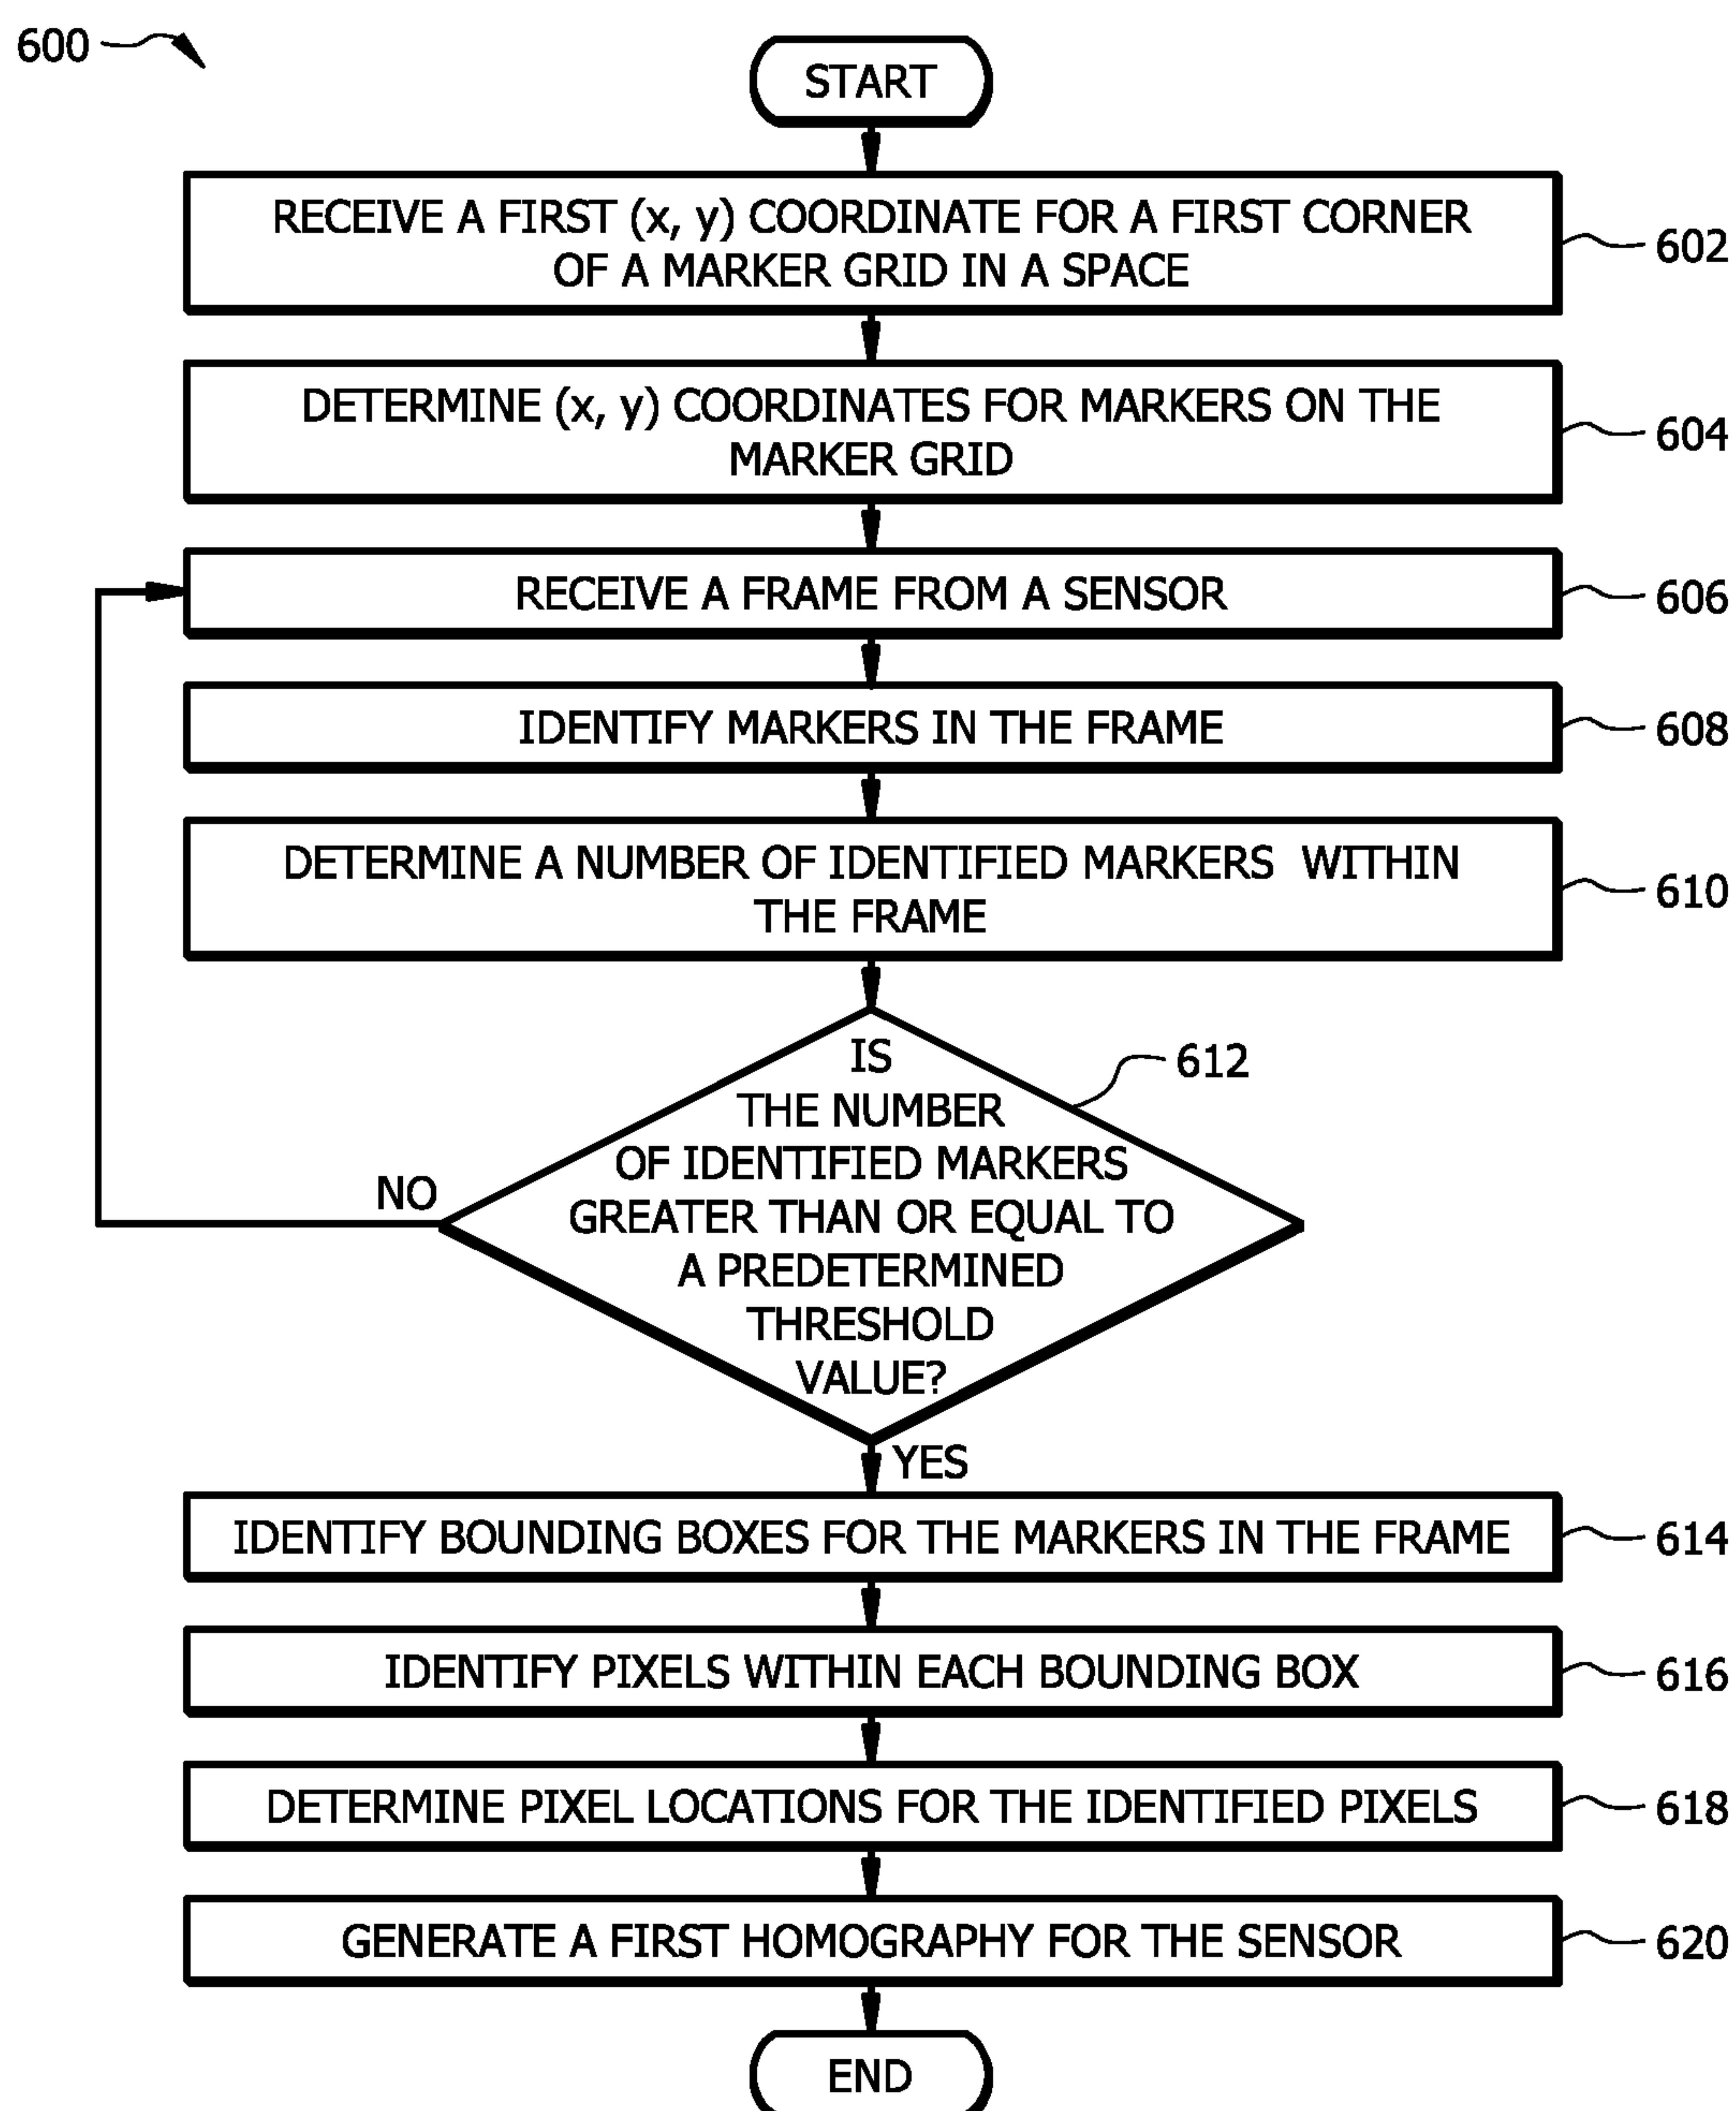 600
START
RECEIVE A FIRST (x, y) COORDINATE FOR A FIRST CORNER
OF A MARKER GRID IN A SPACE
602
DETERMINE (x, y) COORDINATES FOR MARKERS ON THE
MARKER GRID
604
RECEIVE A FRAME FROM A SENSOR
606
IDENTIFY MARKERS IN THE FRAME
608
DETERMINE A NUMBER OF IDENTIFIED MARKERS WITHIN
THE FRAME
610
IS
THE NUMBER
OF IDENTIFIED MARKERS
GREATER THAN OR EQUAL TO
A PREDETERMINED
THRESHOLD
VALUE?
612
NO
YES
IDENTIFY BOUNDING BOXES FOR THE MARKERS IN THE FRAME
614
IDENTIFY PIXELS WITHIN EACH BOUNDING BOX
616
DETERMINE PIXEL LOCATIONS FOR THE IDENTIFIED PIXELS
618
GENERATE A FIRST HOMOGRAPHY FOR THE SENSOR
620
END